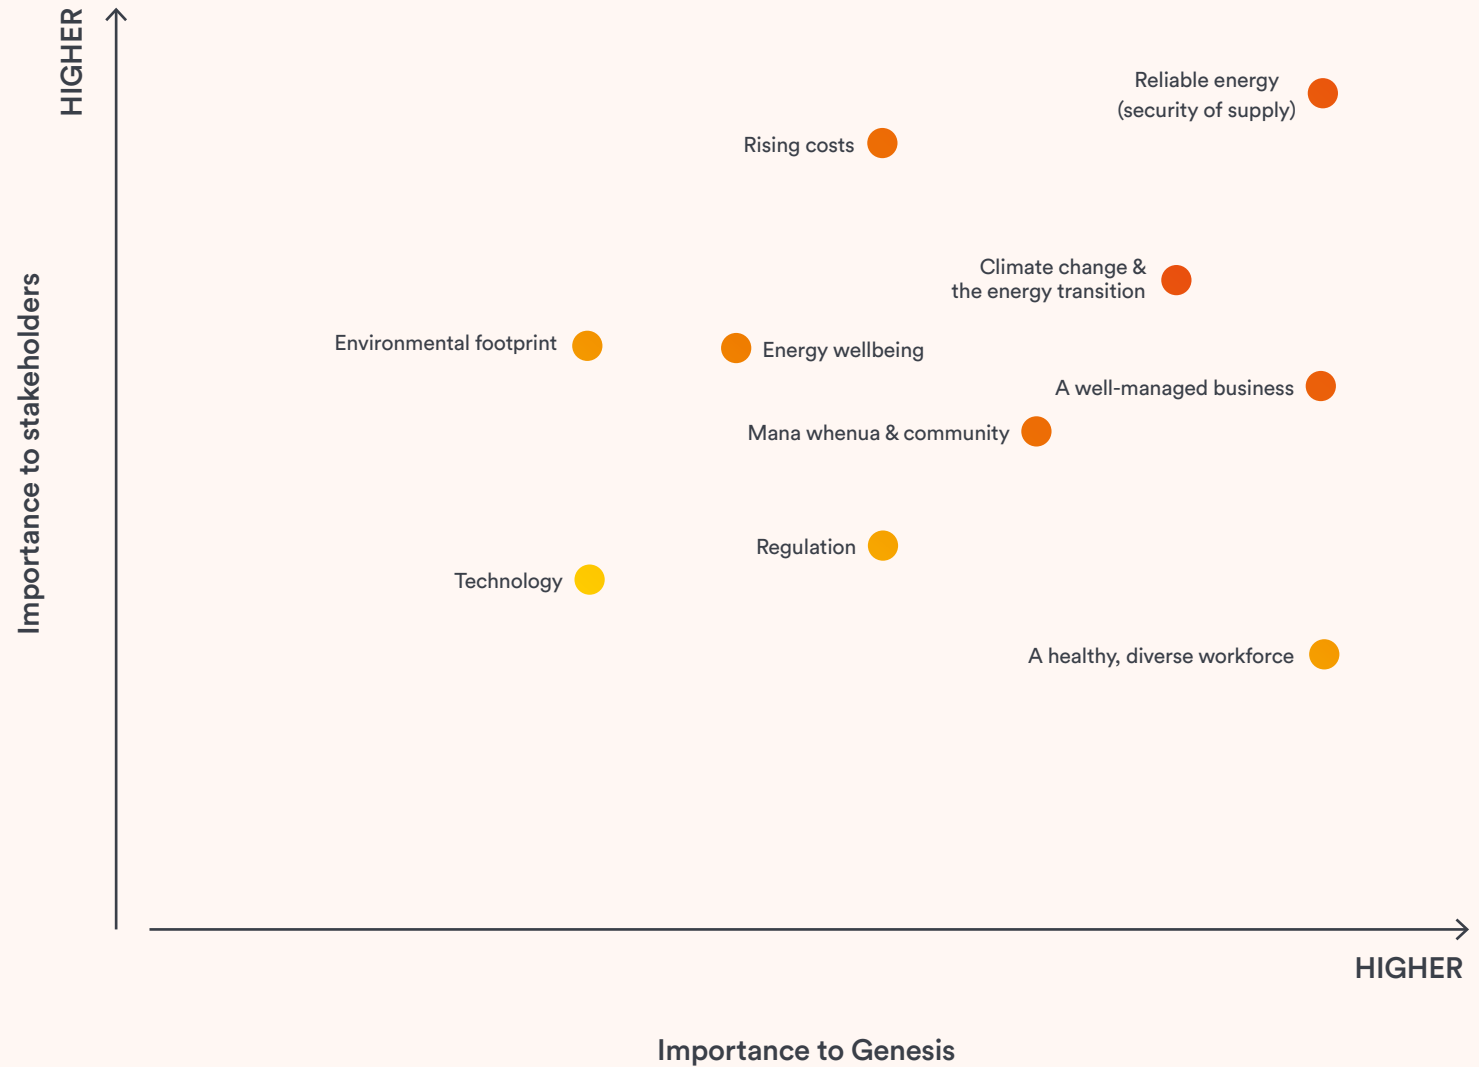 HIGHER
Importance to stakeholders
Reliable energy
(security of supply)
Rising costs
Climate change &
the energy transition
Environmental footprint
Energy wellbeing
A well-managed business
Mana whenua & community
Regulation
Technology
A healthy, diverse workforce
HIGHER
Importance to Genesis